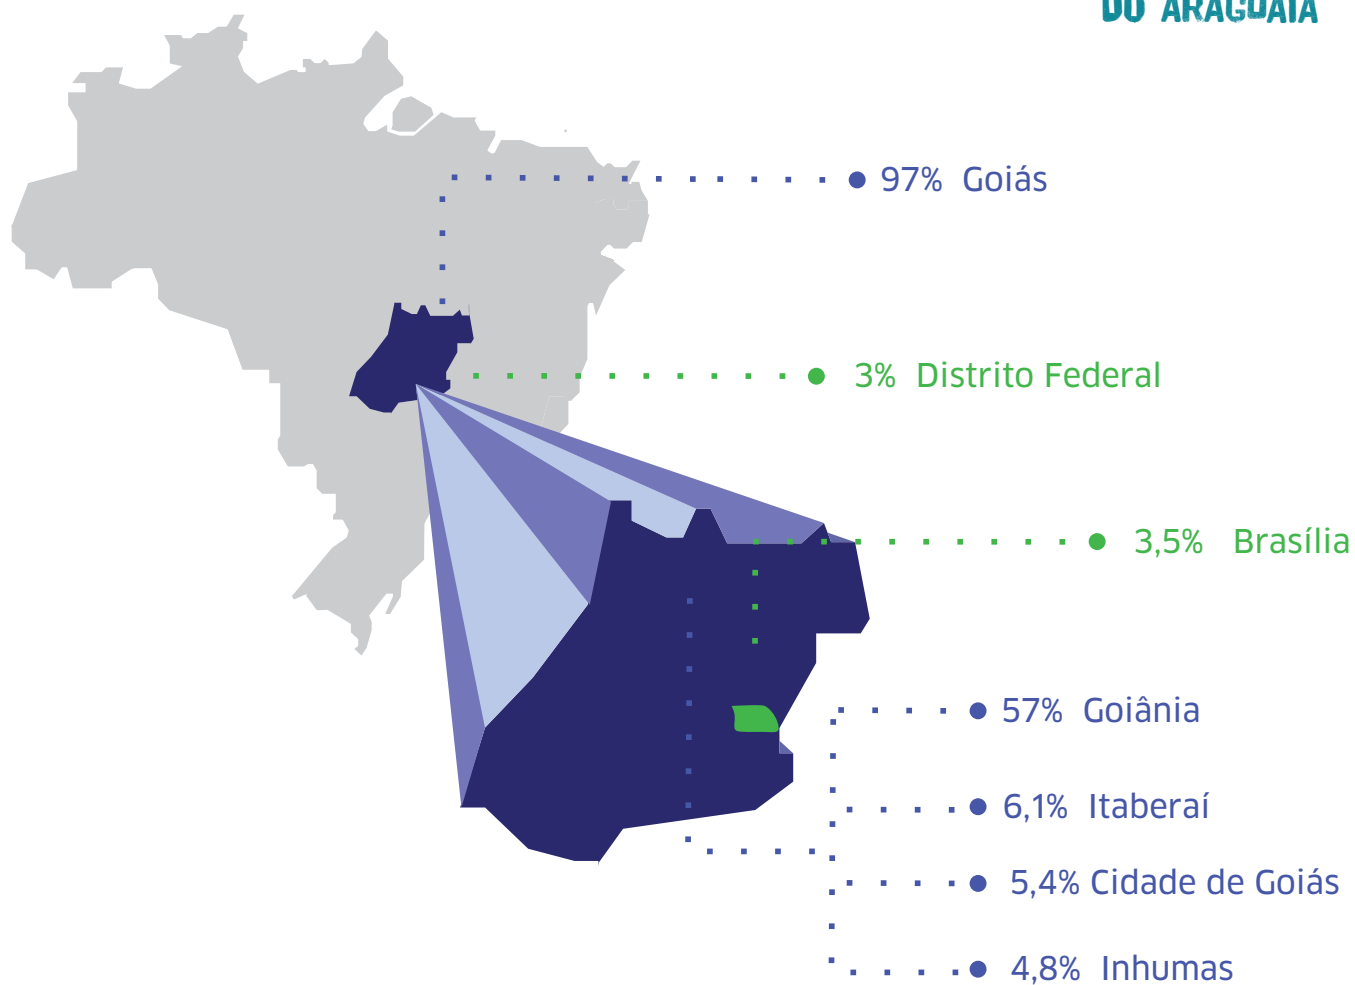 DO ARAGUAIA
97% Goiás
3% Distrito Federal
3,5% Brasília
57% Goiânia
6,1% Itaberaí
5,4% Cidade de Goiás
4,8% Inhumas